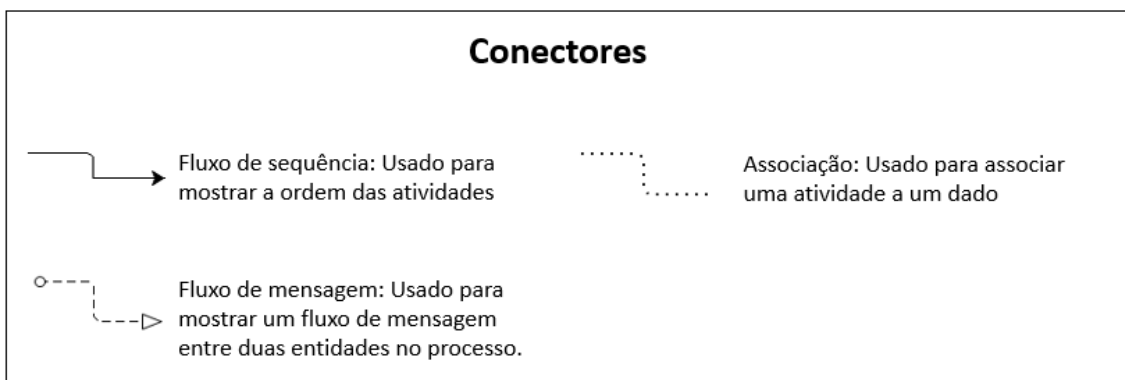 Conectores
Fluxo de sequência: Usado para
mostrar a ordem das atividades
Associação: Usado para associar
uma atividade a um dado
Fluxo de mensagem: Usado para
mostrar um fluxo de mensagem
entre duas entidades no processo.